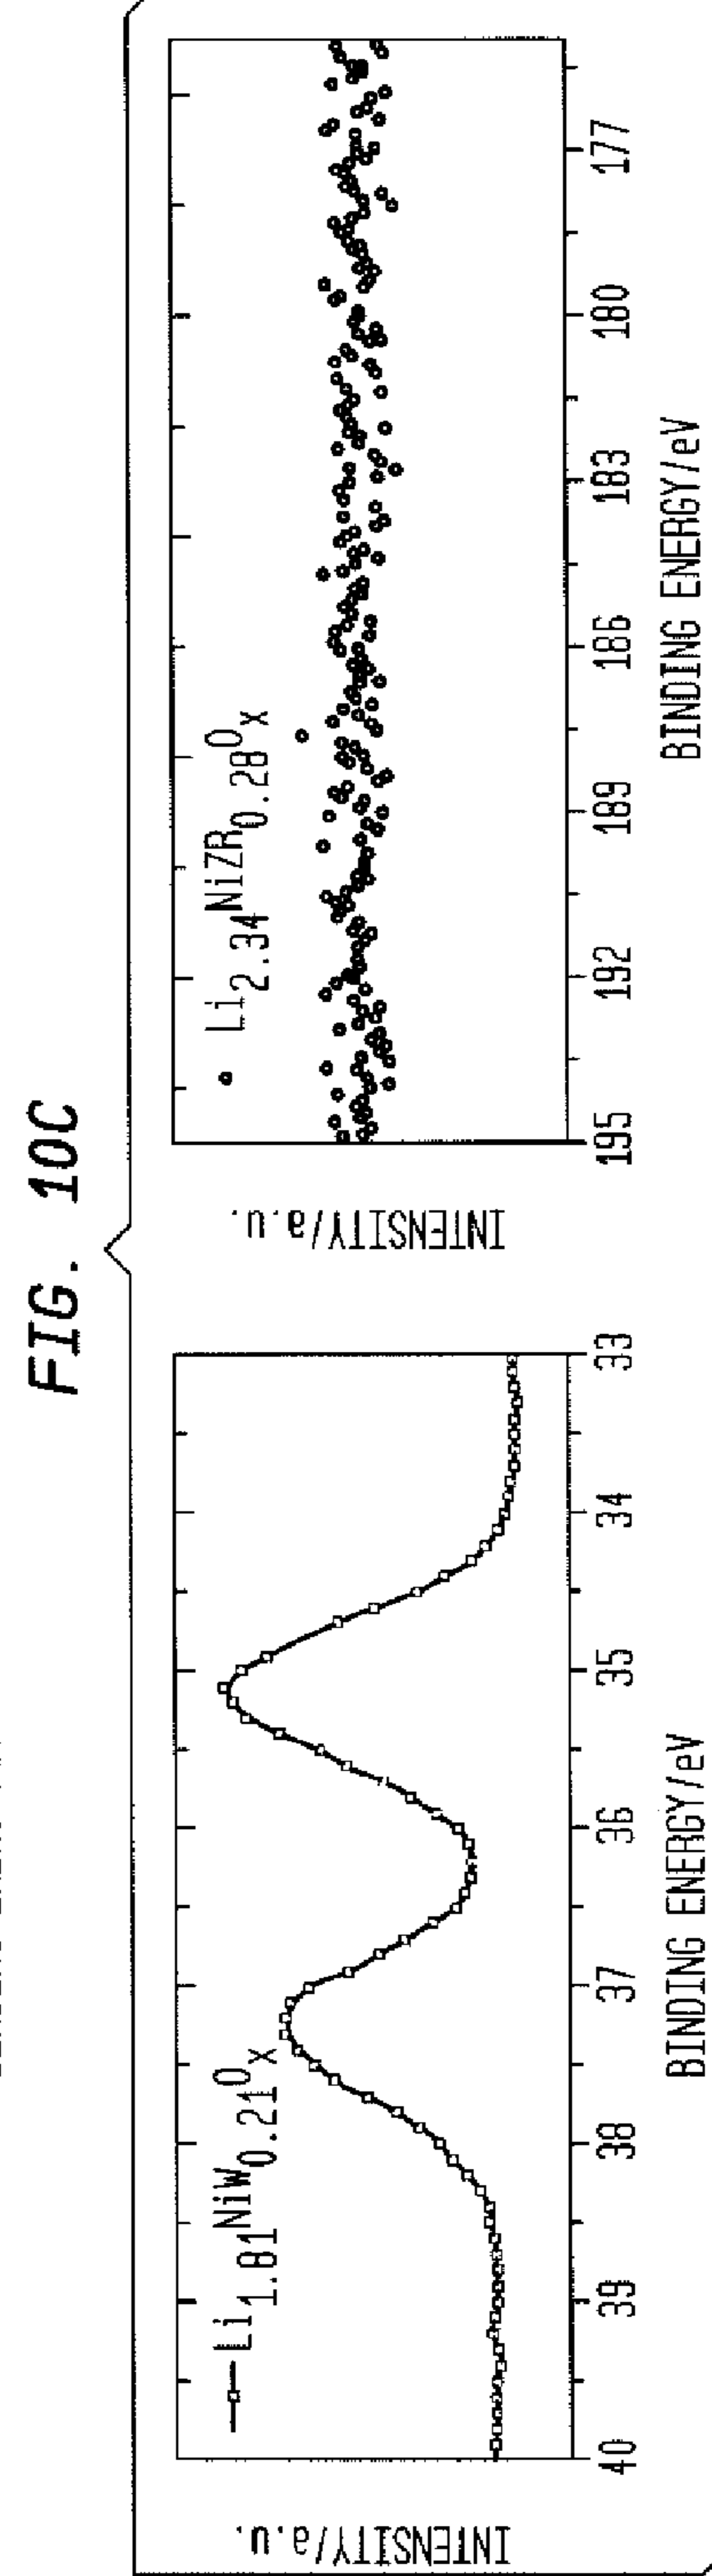 FIG. 10C
INTENSITY/a.u.
Li1.81NiW0.21Ox
40 39 38 37 36 35 34 33
BINDING ENERGY/eV
INTENSITY/a.u.
Li2.34NiZR0.28Ox
195 192 189 186 183 180 177
BINDING ENERGY/eV